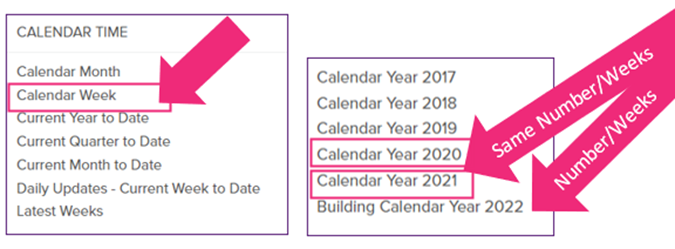 CALENDAR TIME
Calendar Month
Calendar Week
Current Year to Date
Current Quarter to Date
Current Month to Date
Daily Updates - Current Week to Date
Latest Weeks
Calendar Year 2017
Calendar Year 2018
Calendar Year 2019
Calendar Year 2020
Calendar Year 2021
Building Calendar Year 2022
Same Number/Weeks
Number/Weeks